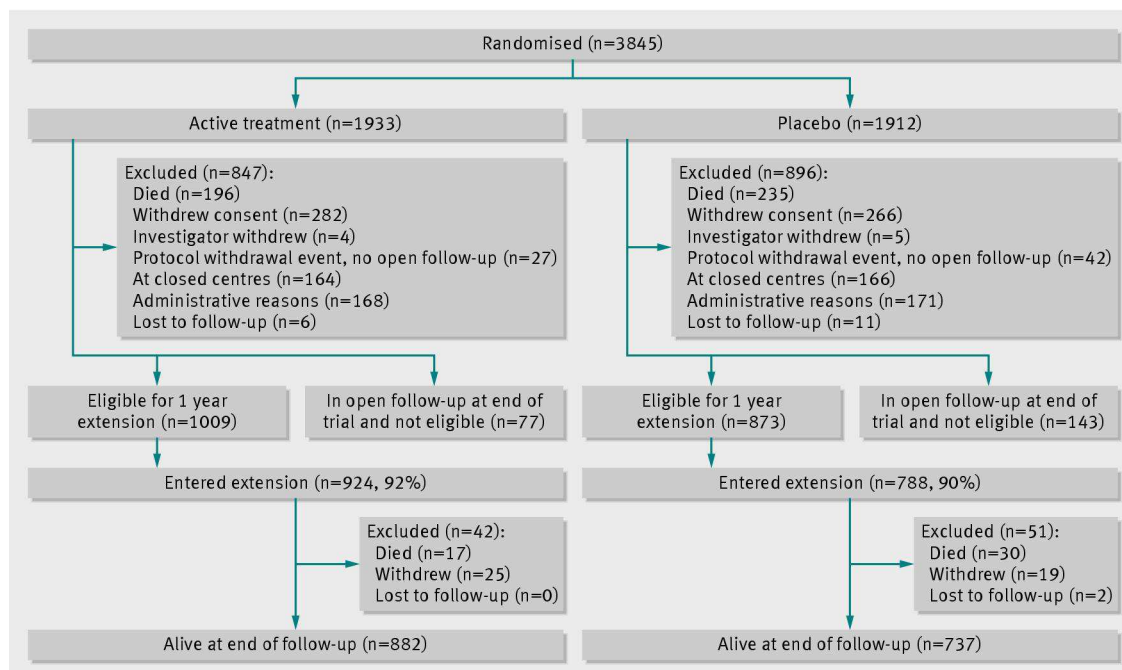 Randomised (n=3845)
Active treatment (n=1933)
Excluded (n=847):
Died (n=196)
Withdrew consent (n=282)
Investigator withdrew (n=4)
Protocol withdrawal event, no open follow-up (n=27)
At closed centres (n=164)
Administrative reasons (n=168)
Lost to follow-up (n=6)
Eligible for 1 year
extension (n=1009)
In open follow-up at end of
trial and not eligible (n=77)
Entered extension (n=924, 92%)
Excluded (n=42):
Died (n=17)
Withdrew (n=25)
Lost to follow-up (n=0)
Alive at end of follow-up (n=882)
Placebo (n=1912)
Excluded (n=896):
Died (n=235)
Withdrew consent (n=266)
Investigator withdrew (n=5)
Protocol withdrawal event, no open follow-up (n=42)
At closed centres (n=166)
Administrative reasons (n=171)
Lost to follow-up (n=11)
Eligible for 1 year
extension (n=873)
In open follow-up at end of
trial and not eligible (n=143)
Entered extension (n=788, 90%)
Excluded (n=51):
Died (n=30)
Withdrew (n=19)
Lost to follow-up (n=2)
Alive at end of follow-up (n=737)